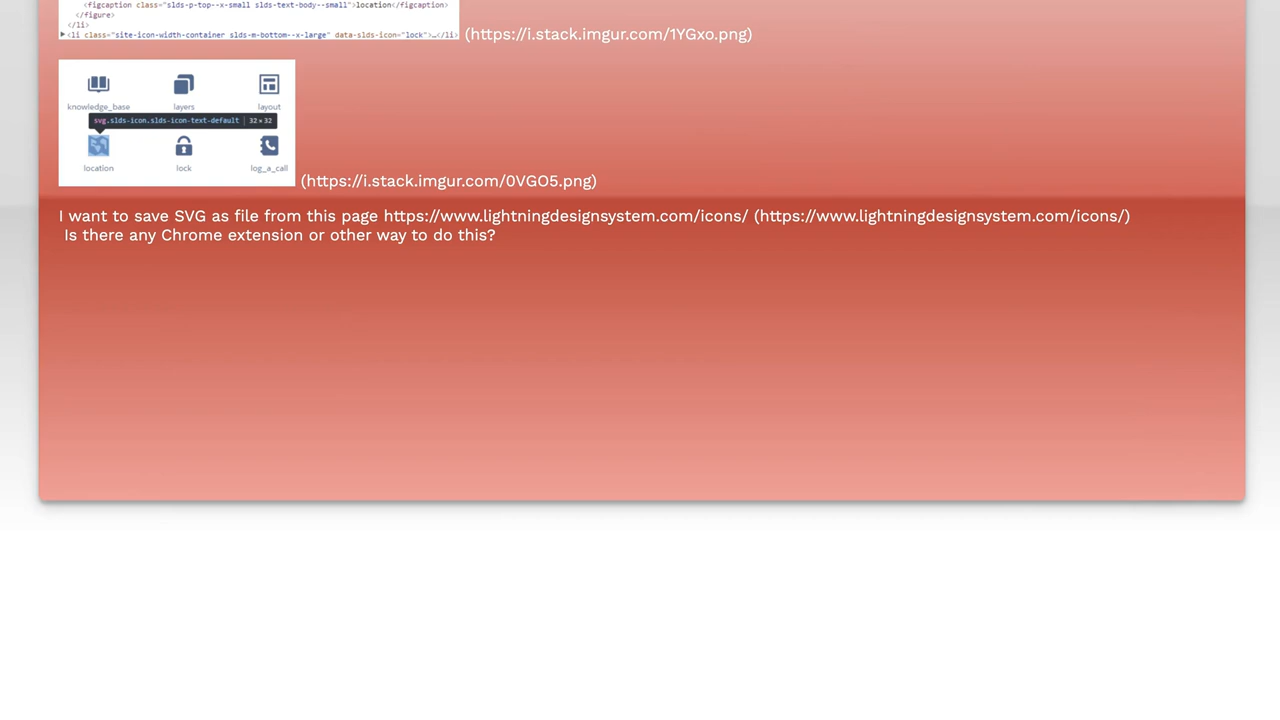 <figcaption class="slds-p-top--x-small slds-text-body--small">location</figcaption>
</figure>
</li>
▶<li class="site-icon-width-container slds-m-bottom--x-large" data-slds-icon="lock">…</li> (https://i.stack.imgur.com/1YGxo.png)
knowledge_base layers layout
svg.slds-icon.slds-icon-text-default | 32×32
location lock log_a_call
(https://i.stack.imgur.com/0VGO5.png)
I want to save SVG as file from this page https://www.lightningdesignsystem.com/icons/ (https://www.lightningdesignsystem.com/icons/)
Is there any Chrome extension or other way to do this?